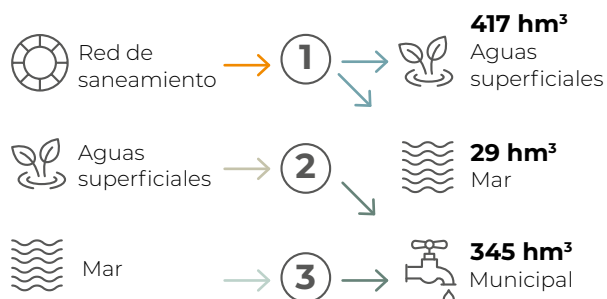 Red de
saneamiento
1
417 hm³
Aguas
superficiales
Aguas
superficiales
2
29 hm³
Mar
Mar
3
345 hm³
Municipal